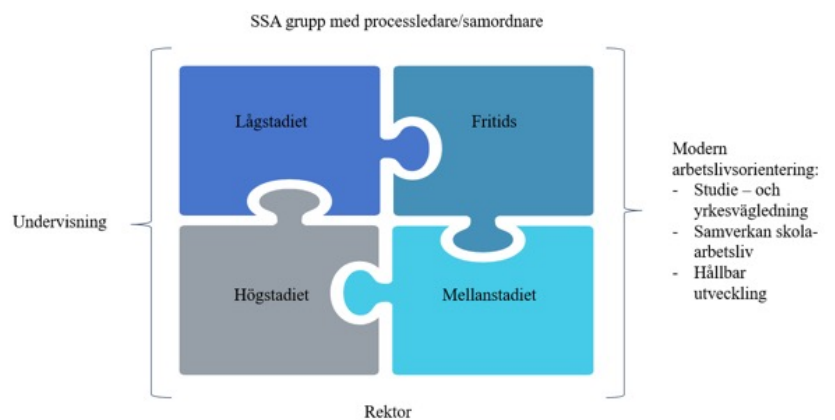 SSA grupp med processledare/samordnare
Lågstadiet
Fritids
Undervisning
Högstadiet
Mellanstadiet
Modern
arbetslivsorientering:
- Studie – och
yrkesvägledning
- Samverkan skola-
arbetsliv
- Hållbar
utveckling
Rektor